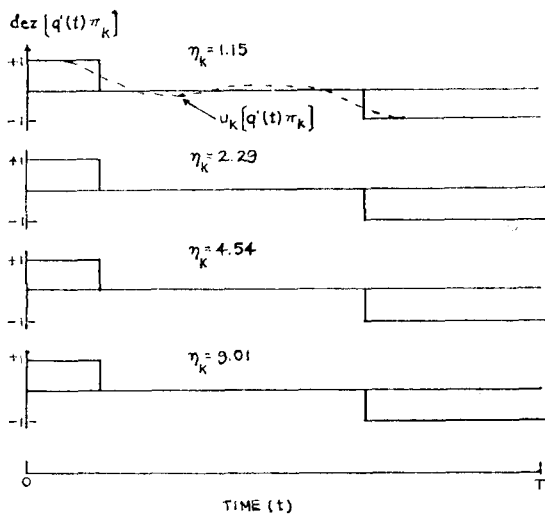 dez [q'(t) π_k]
+1
η_k = 1.15
-1
u_k [q'(t) π_k]
+1
η_k = 2.29
-1
+1
η_k = 4.54
-1
+1
η_k = 9.01
-1
0
T
TIME (t)